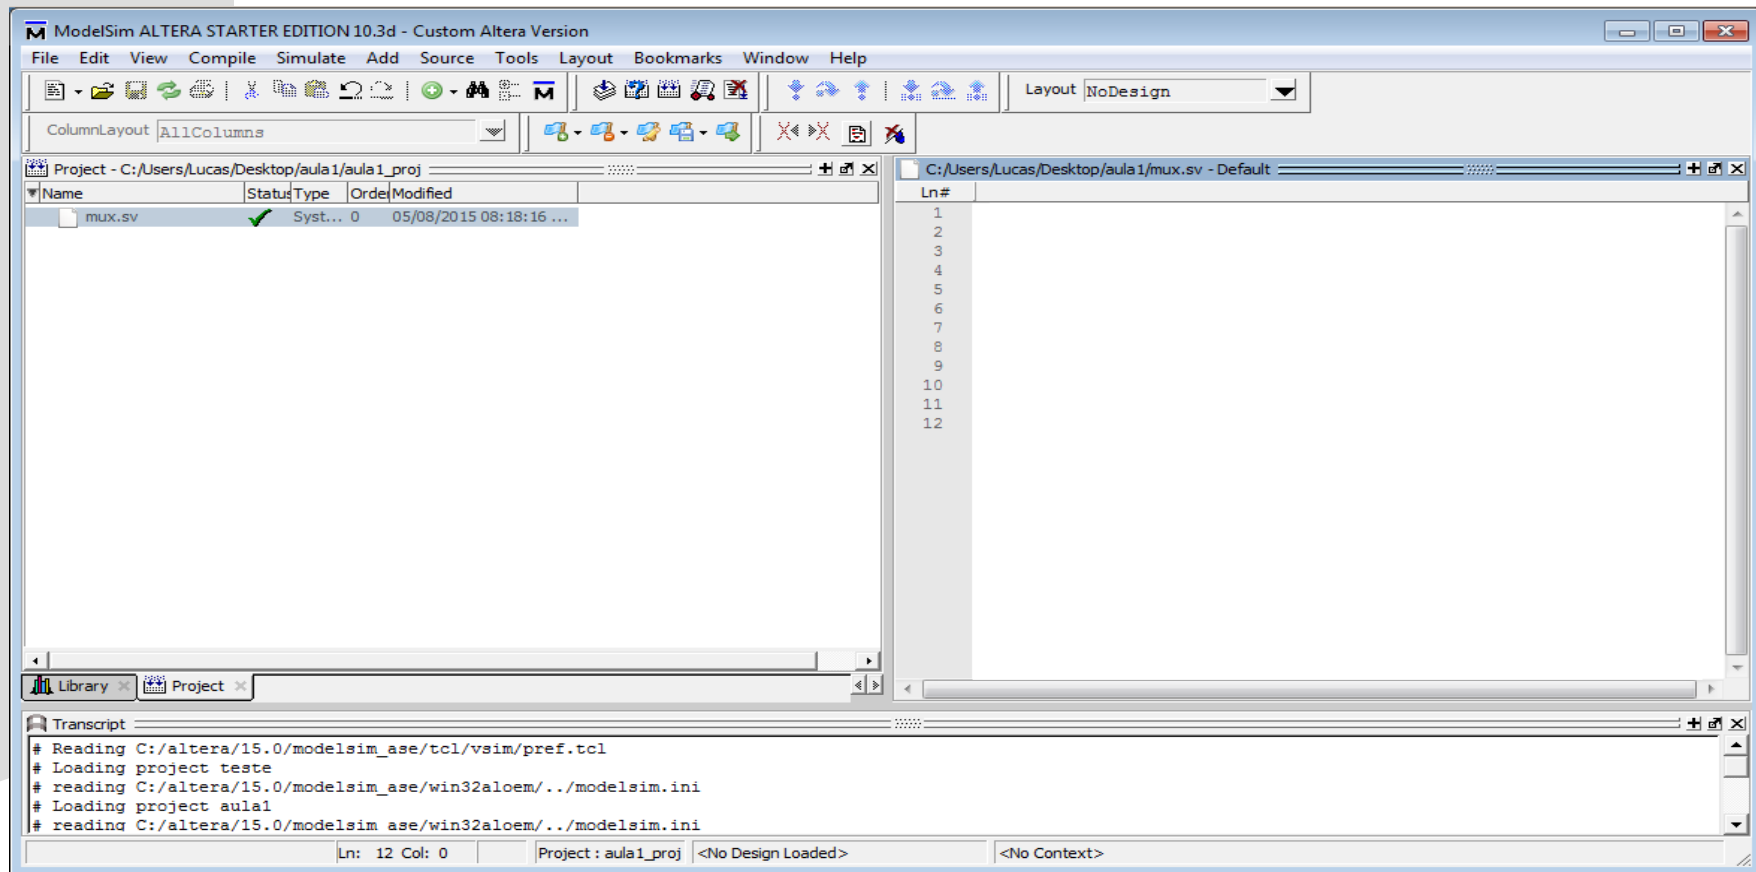 ModelSim ALTERA STARTER EDITION 10.3d - Custom Altera Version
File Edit View Compile Simulate Add Source Tools Layout Bookmarks Window Help
Layout NoDesign
ColumnLayout AllColumns
Project - C:/Users/Lucas/Desktop/aula1/aula1_proj
Name Status Type Order Modified
mux.sv Syst... 0 05/08/2015 08:18:16 ...
Library Project
C:/Users/Lucas/Desktop/aula1/mux.sv - Default
Ln#
1
2
3
4
5
6
7
8
9
10
11
12
Transcript
# Reading C:/altera/15.0/modelsim_ase/tcl/vsim/pref.tcl
# Loading project teste
# reading C:/altera/15.0/modelsim_ase/win32aloem/../modelsim.ini
# Loading project aula1
# reading C:/altera/15.0/modelsim_ase/win32aloem/../modelsim.ini
Ln: 12 Col: 0 Project : aula1_proj <No Design Loaded> <No Context>